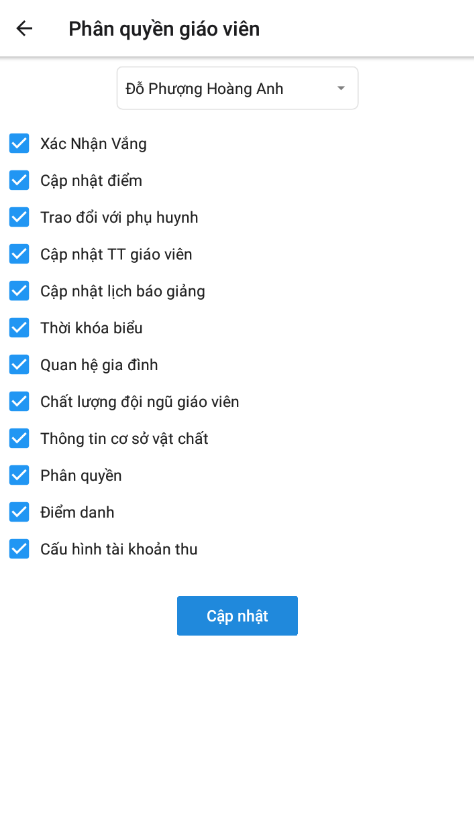 Phân quyền giáo viên
Đỗ Phượng Hoàng Anh
Xác Nhận Vắng
Cập nhật điểm
Trao đổi với phụ huynh
Cập nhật TT giáo viên
Cập nhật lịch báo giảng
Thời khóa biểu
Quan hệ gia đình
Chất lượng đội ngũ giáo viên
Thông tin cơ sở vật chất
Phân quyền
Điểm danh
Cấu hình tài khoản thu
Cập nhật